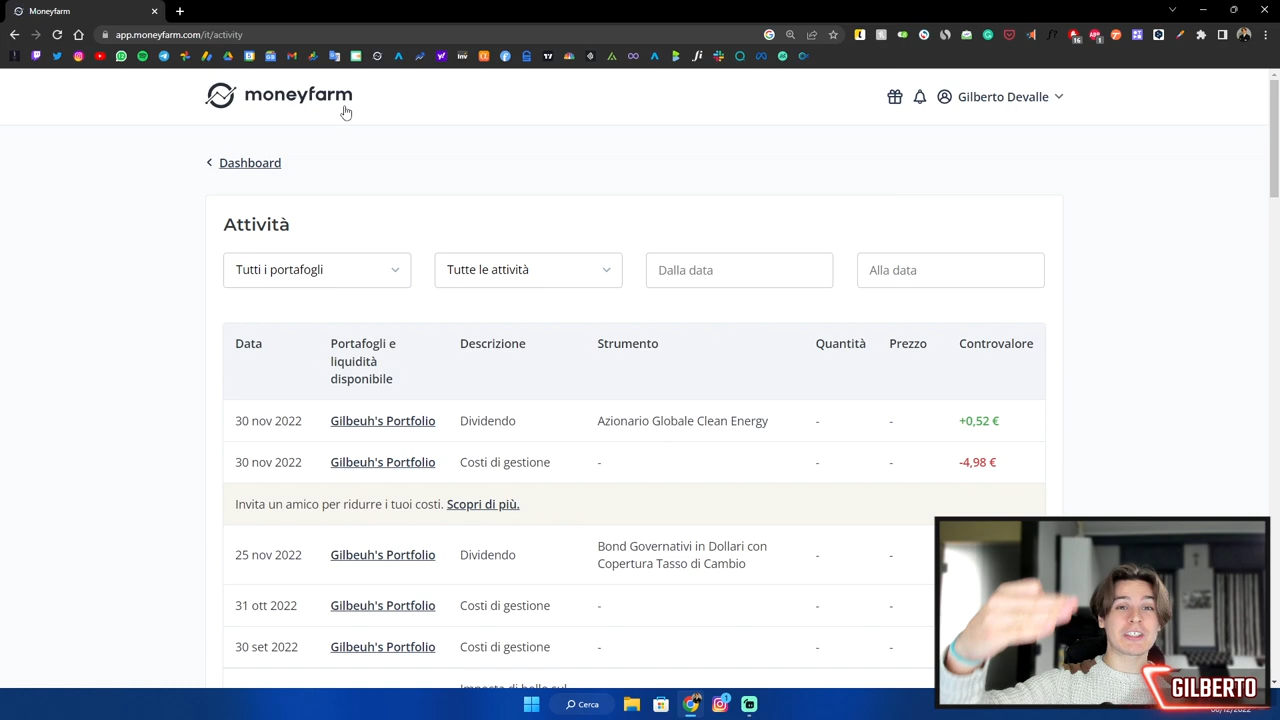 Moneyfarm
app.moneyfarm.com/it/activity
moneyfarm
Gilberto Devalle
Dashboard
Attività
Tutti i portafogli
Tutte le attività
Dalla data
Alla data
Data
Portafogli e liquidità disponibile
Descrizione
Strumento
Quantità
Prezzo
Controvalore
30 nov 2022 Gilbeuh's Portfolio Dividendo Azionario Globale Clean Energy - - +0,52 €
30 nov 2022 Gilbeuh's Portfolio Costi di gestione - - - -4,98 €
Invita un amico per ridurre i tuoi costi. Scopri di più.
25 nov 2022 Gilbeuh's Portfolio Dividendo Bond Governativi in Dollari con Copertura Tasso di Cambio - -
31 ott 2022 Gilbeuh's Portfolio Costi di gestione - - -
30 set 2022 Gilbeuh's Portfolio Costi di gestione - - -
GILBERTO
Cerca